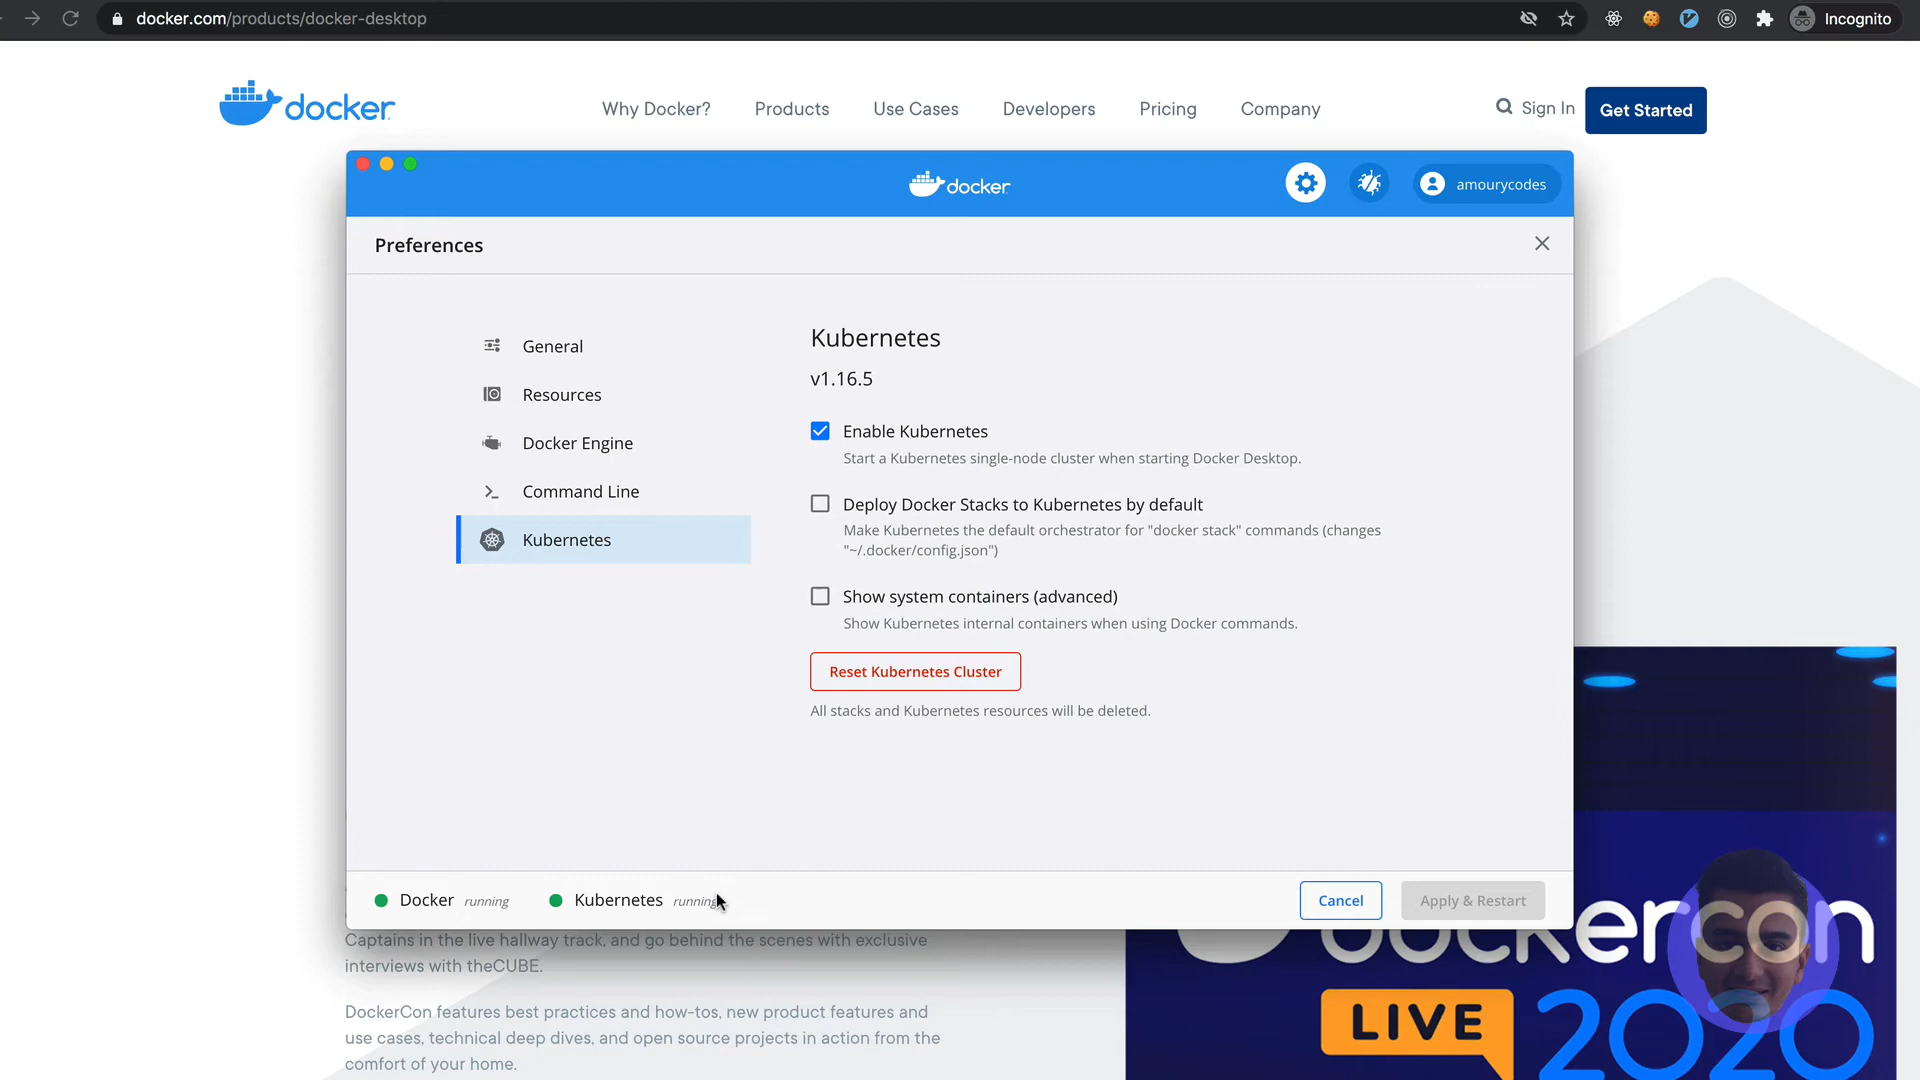 docker.com/products/docker-desktop
Incognito
docker
Why Docker?
Products
Use Cases
Developers
Pricing
Company
Sign In
Get Started
docker
amourycodes
Preferences
General
Resources
Docker Engine
Command Line
Kubernetes
Kubernetes
v1.16.5
Enable Kubernetes
Start a Kubernetes single-node cluster when starting Docker Desktop.
Deploy Docker Stacks to Kubernetes by default
Make Kubernetes the default orchestrator for "docker stack" commands (changes
"~/.docker/config.json")
Show system containers (advanced)
Show Kubernetes internal containers when using Docker commands.
Reset Kubernetes Cluster
All stacks and Kubernetes resources will be deleted.
Docker running
Kubernetes running
Cancel
Apply & Restart
Captains in the live hallway track, and go behind the scenes with exclusive
interviews with theCUBE.
DockerCon features best practices and how-tos, new product features and
use cases, technical deep dives, and open source projects in action from the
comfort of your home.
dockercon
LIVE 2020